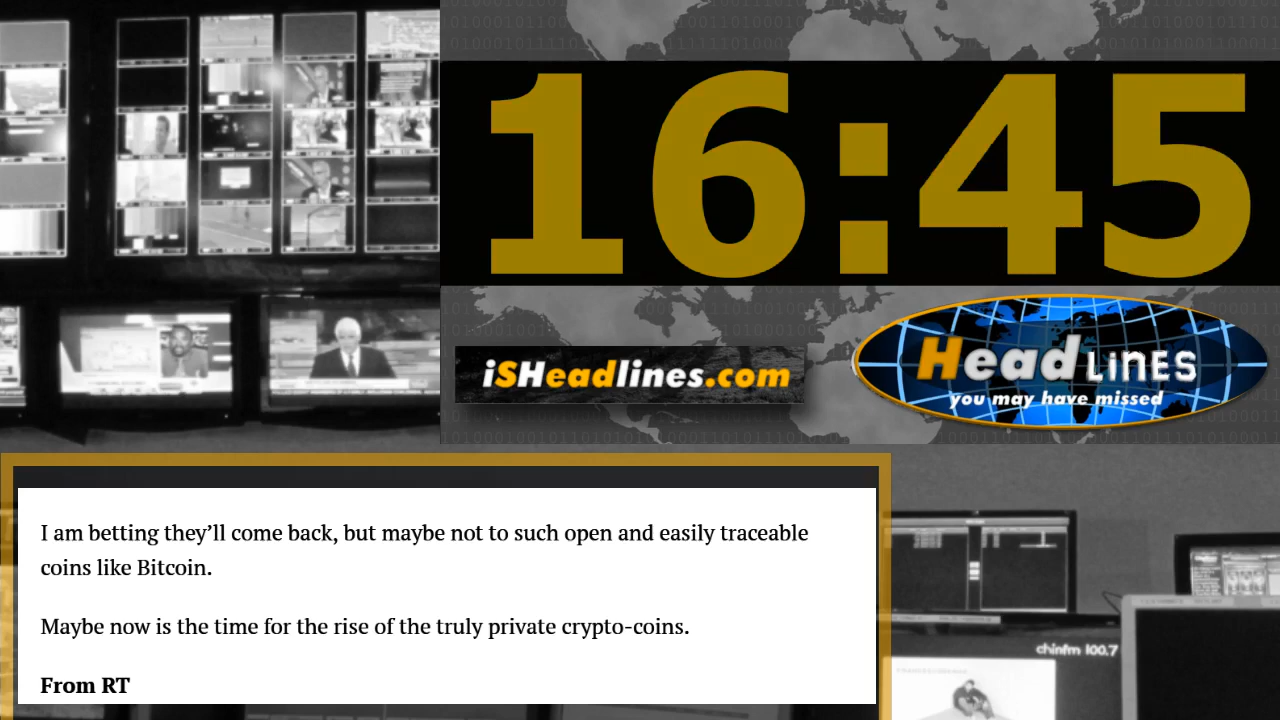 16:45
iSHeadlines.com
HeadLINES
you may have missed
I am betting they’ll come back, but maybe not to such open and easily traceable
coins like Bitcoin.
Maybe now is the time for the rise of the truly private crypto-coins.
From RT
chinfm 100.7